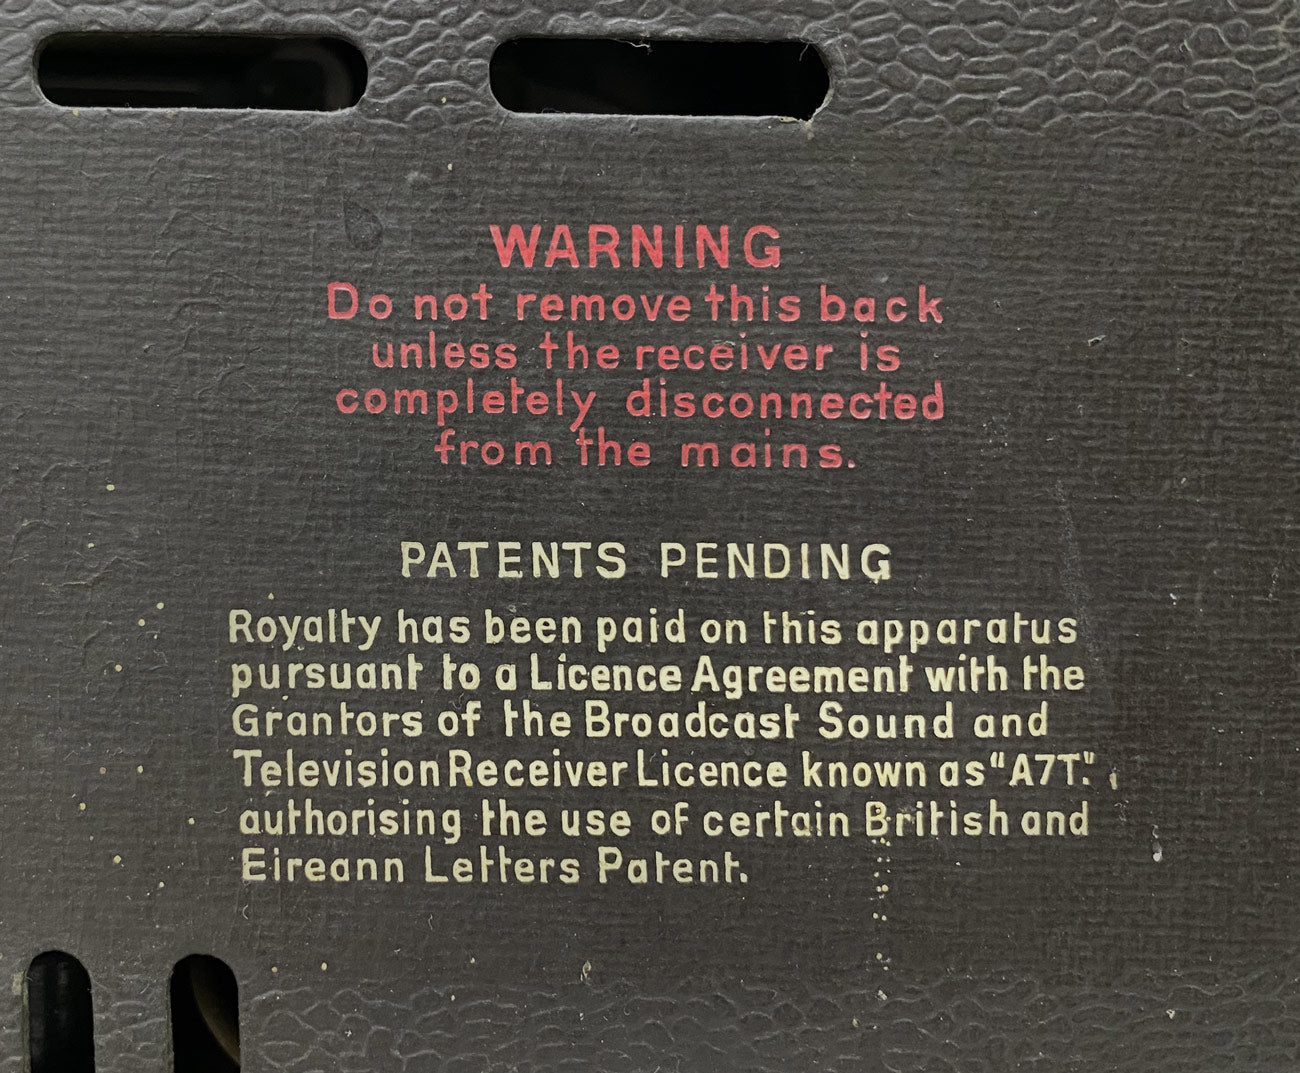 WARNING
Do not remove this back
unless the receiver is
completely disconnected
from the mains.
PATENTS PENDING
Royalty has been paid on this apparatus
pursuant to a Licence Agreement with the
Grantors of the Broadcast Sound and
Television Receiver Licence known as "A7T".
authorising the use of certain British and
Eireann Letters Patent.